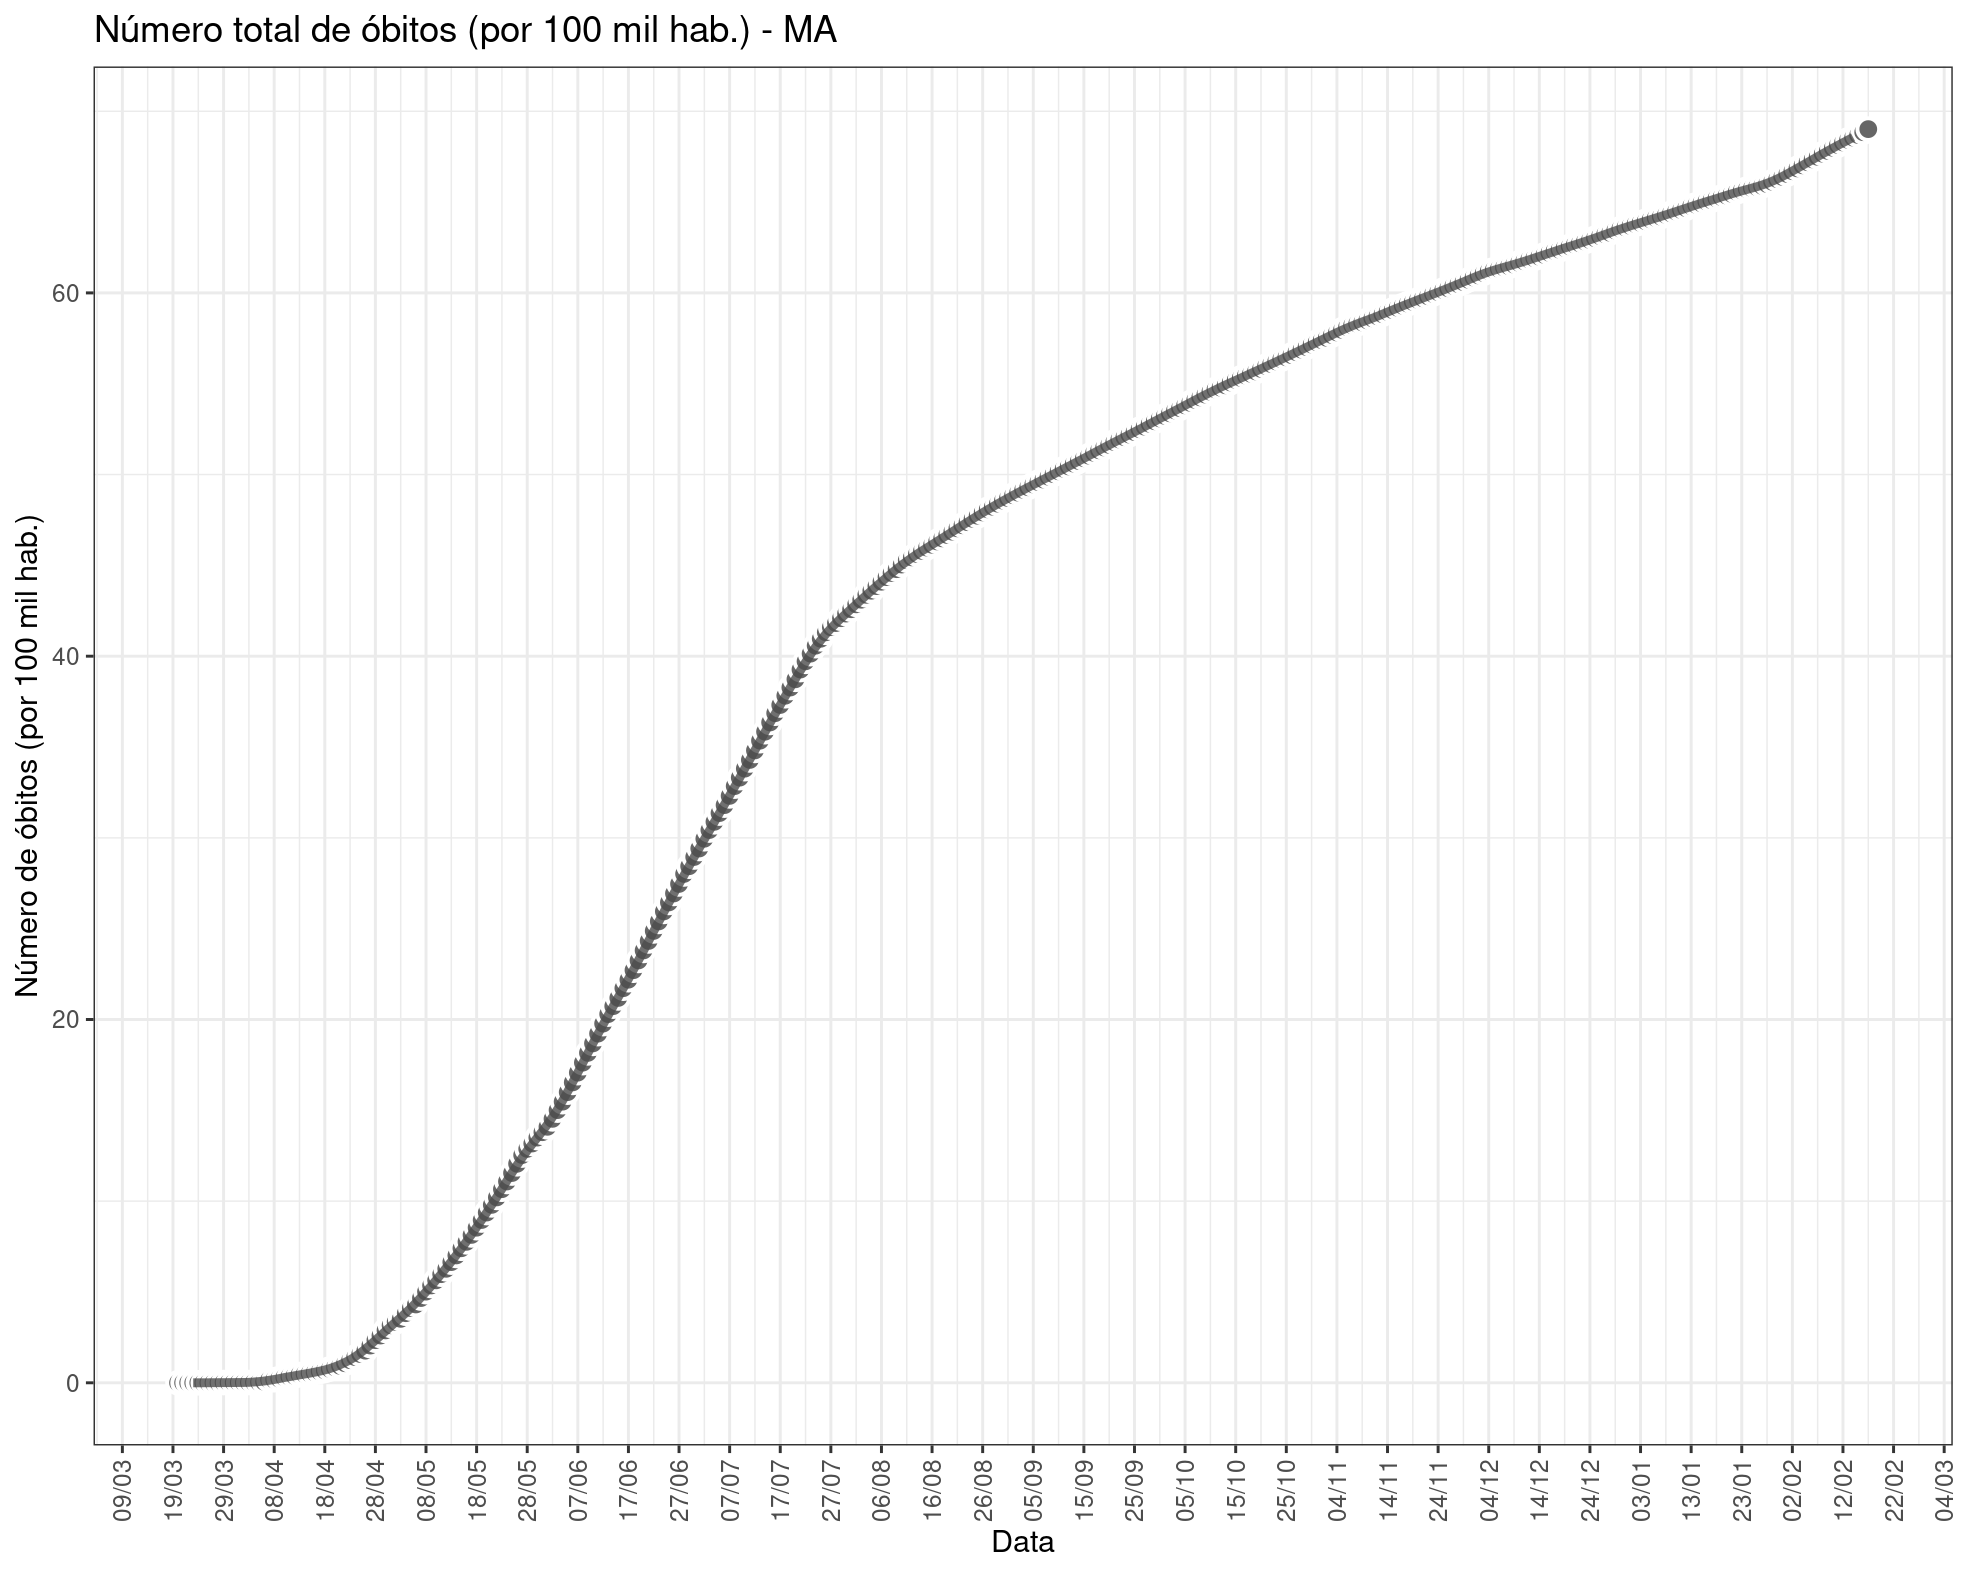 Número total de óbitos (por 100 mil hab.) - MA
Número de óbitos (por 100 mil hab.)
60
40
20
0
09/03 19/03 29/03 08/04 18/04 28/04 08/05 18/05 28/05 07/06 17/06 27/06 07/07 17/07 27/07 06/08 16/08 26/08 05/09 15/09 25/09 05/10 15/10 25/10 04/11 14/11 24/11 04/12 14/12 24/12 03/01 13/01 23/01 02/02 12/02 22/02 04/03
Data